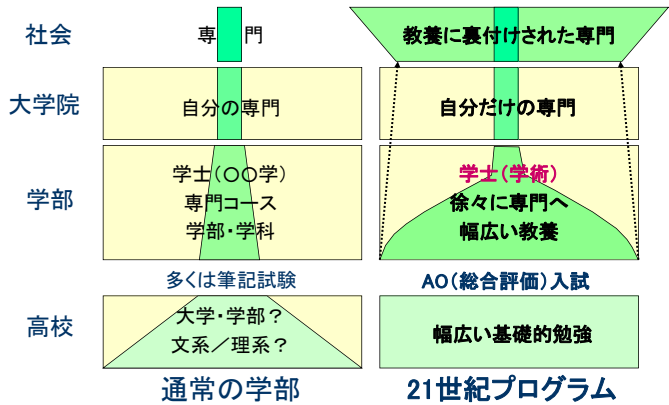 社会
専 門
教養に裏付けされた専門
大学院
自分の専門
自分だけの専門
学部
学士(〇〇学)
専門コース
学部・学科
学士(学術)
徐々に専門へ
幅広い教養
多くは筆記試験
AO(総合評価)入試
高校
大学・学部?
文系/理系?
幅広い基礎的勉強
通常の学部
21世紀プログラム